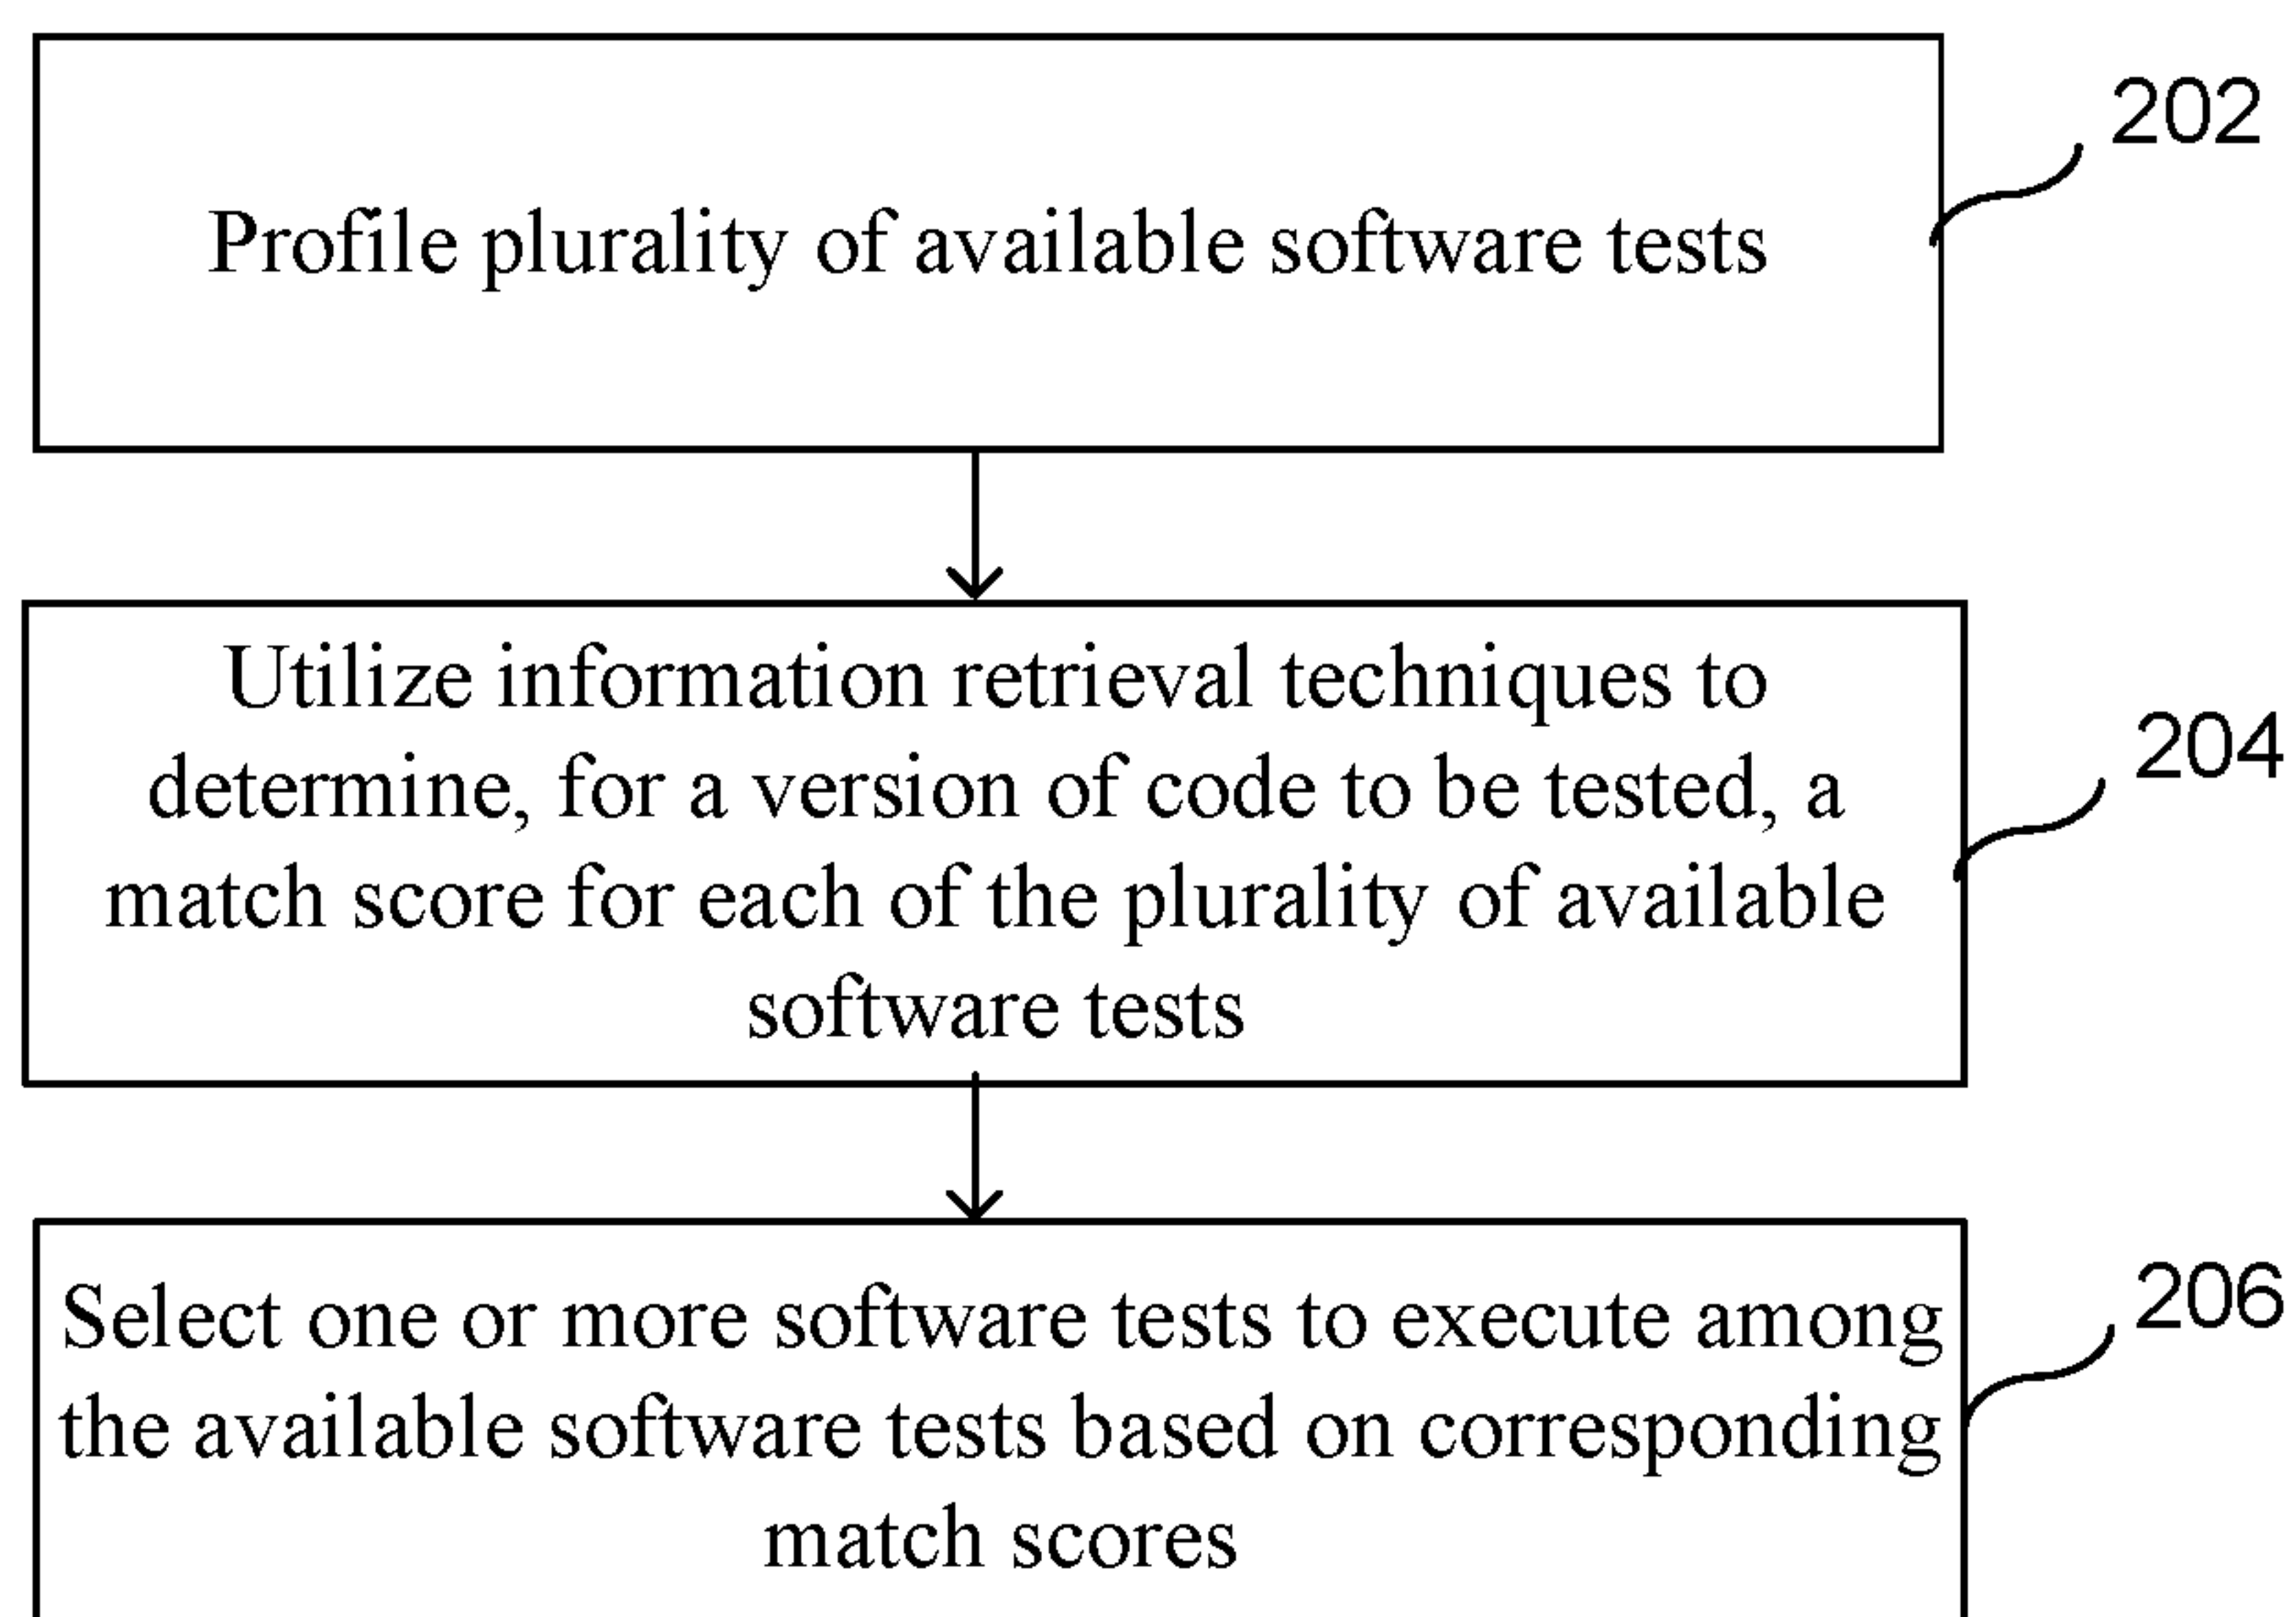 202
Profile plurality of available software tests
Utilize information retrieval techniques to
204
determine, for a version of code to be tested, a
match score for each of the plurality of available
software tests
206
Select one or more software tests to execute among
the available software tests based on corresponding
match scores